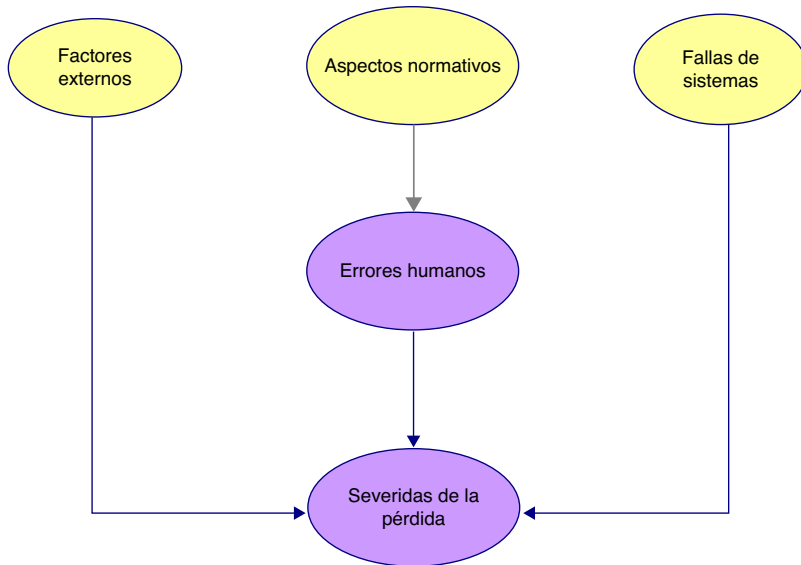 Factores
externos
Aspectos normativos
Fallas de
sistemas
Errores humanos
Severidas de la
pérdida